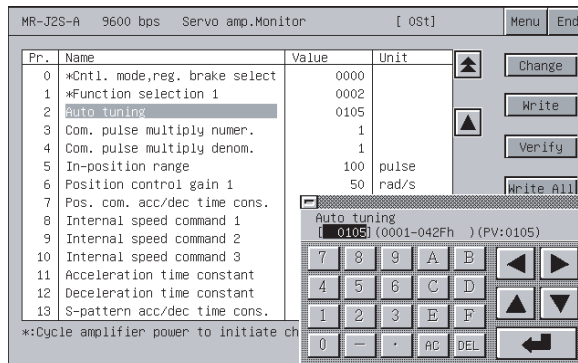 MR-J2S-A 9600 bps Servo amp.Monitor [ 0St] Menu End
Pr. Name Value Unit
0 *Cntl. mode,reg. brake select 0000
1 *Function selection 1 0002
2 Auto tuning 0105
3 Com. pulse multiply numer. 1
4 Com. pulse multiply denom. 1
5 In-position range 100 pulse
6 Position control gain 1 50 rad/s
7 Pos. com. acc/dec time cons.
8 Internal speed command 1
9 Internal speed command 2
10 Internal speed command 3
11 Acceleration time constant
12 Deceleration time constant
13 S-pattern acc/dec time cons.
*:Cycle amplifier power to initiate ch
Change
Write
Verify
Write All
Auto tuning
[ 0105] (0001-042Fh )(PV:0105)
7 8 9 A B
4 5 6 C D
1 2 3 E F
0 - · AC DEL